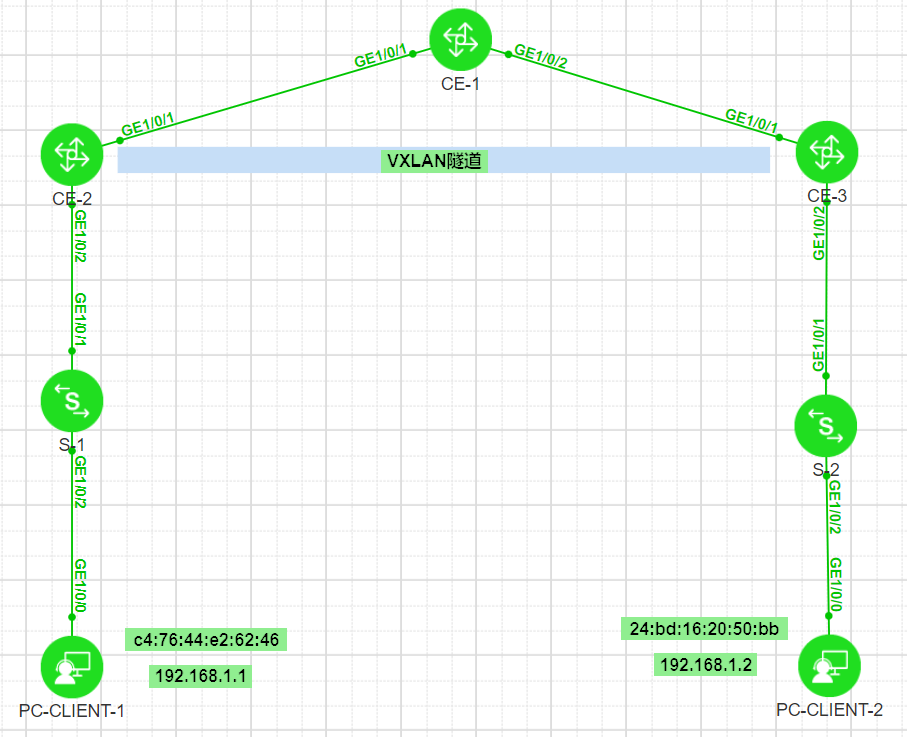 GE1/0/1
GE1/0/2
CE-1
GE1/0/1
GE1/0/1
VXLAN隧道
CE-2
CE-3
GE1/0/2
GE1/0/2
GE1/0/1
GE1/0/1
S
S
S-1
S-2
GE1/0/2
GE1/0/2
GE1/0/0
GE1/0/0
c4:76:44:e2:62:46
24:bd:16:20:50:bb
192.168.1.1
192.168.1.2
PC-CLIENT-1
PC-CLIENT-2